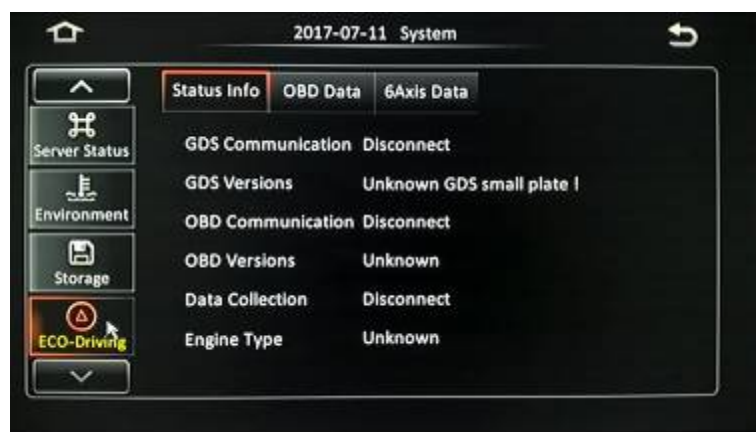 2017-07-11 System
Status Info OBD Data 6Axis Data
Server Status
Environment
Storage
ECO-Driving
GDS Communication Disconnect
GDS Versions Unknown GDS small plate !
OBD Communication Disconnect
OBD Versions Unknown
Data Collection Disconnect
Engine Type Unknown